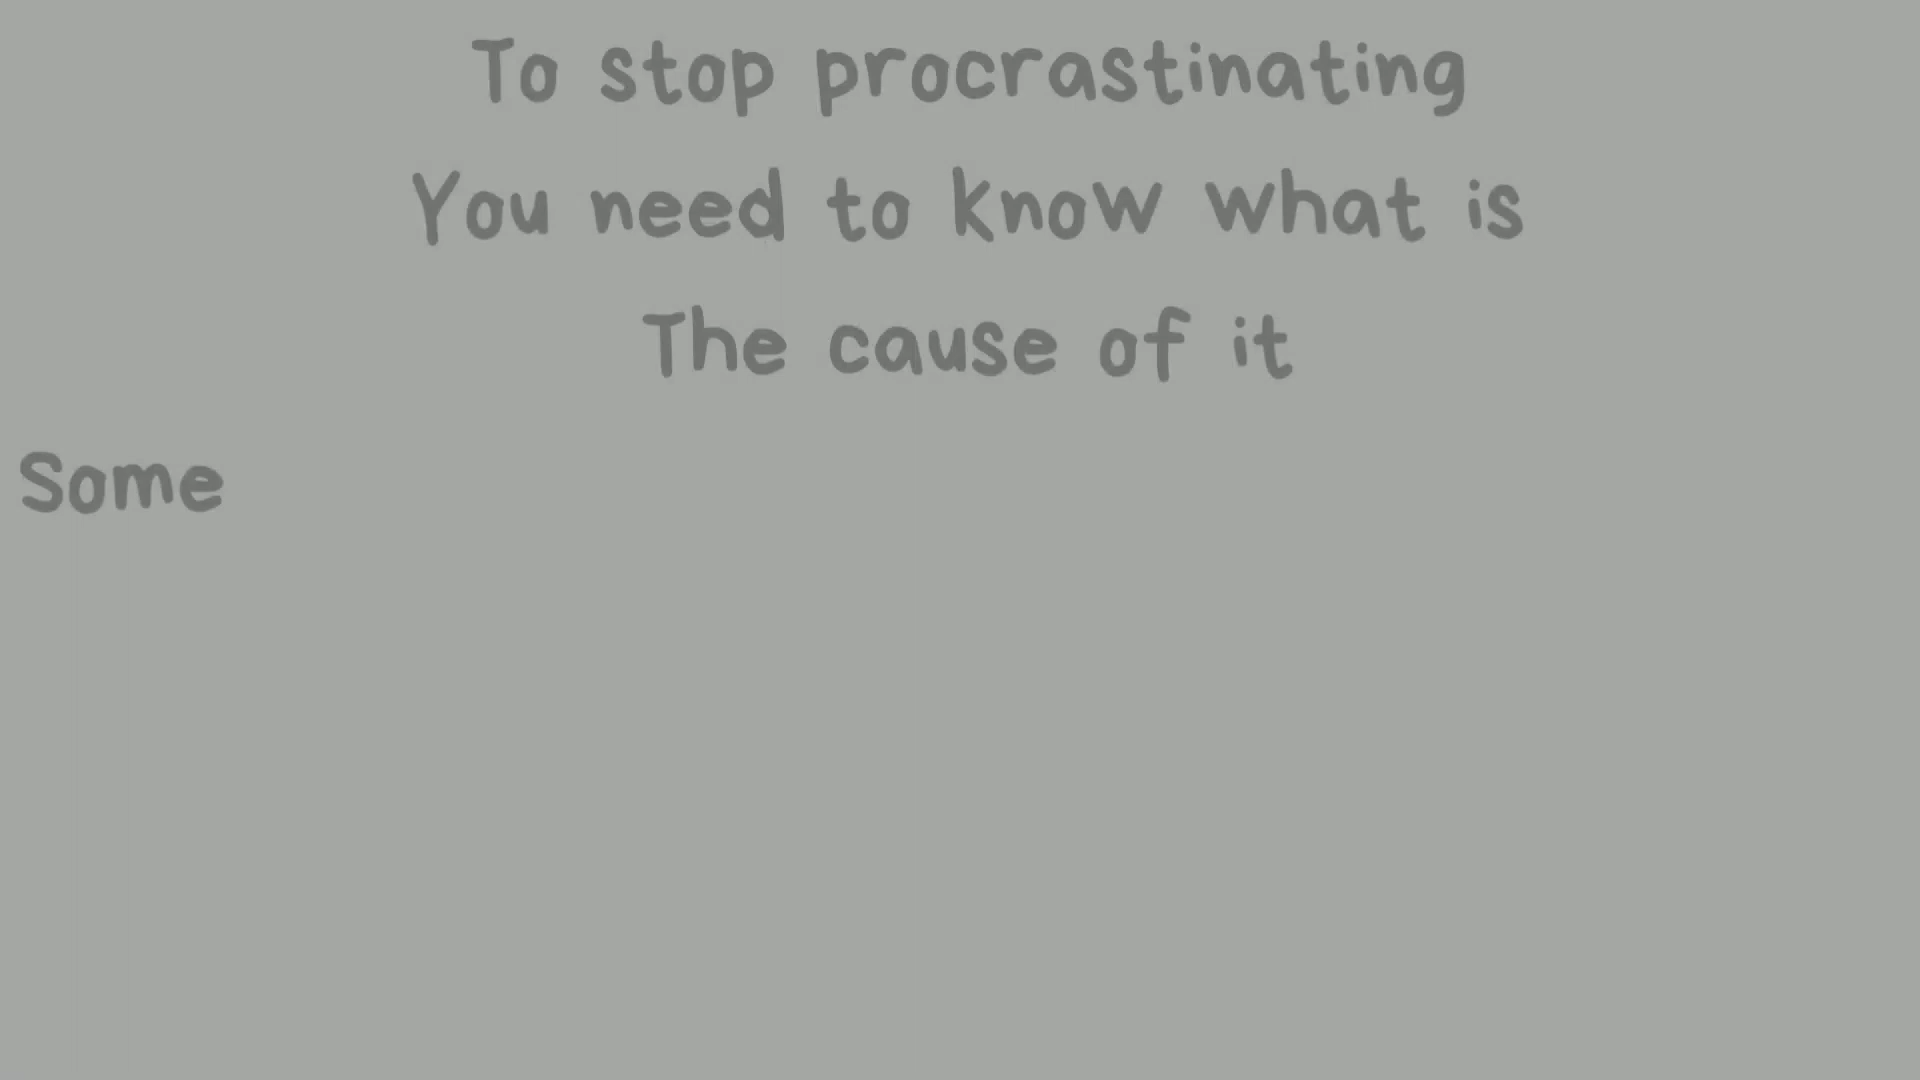 To stop procrastinating
You need to know what is
The cause of it
Some